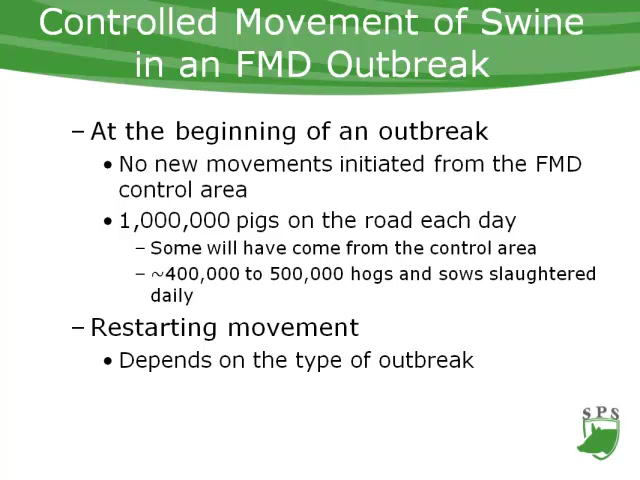 Controlled Movement of Swine
in an FMD Outbreak
– At the beginning of an outbreak
• No new movements initiated from the FMD
control area
• 1,000,000 pigs on the road each day
– Some will have come from the control area
– ~400,000 to 500,000 hogs and sows slaughtered
daily
– Restarting movement
• Depends on the type of outbreak
SPS